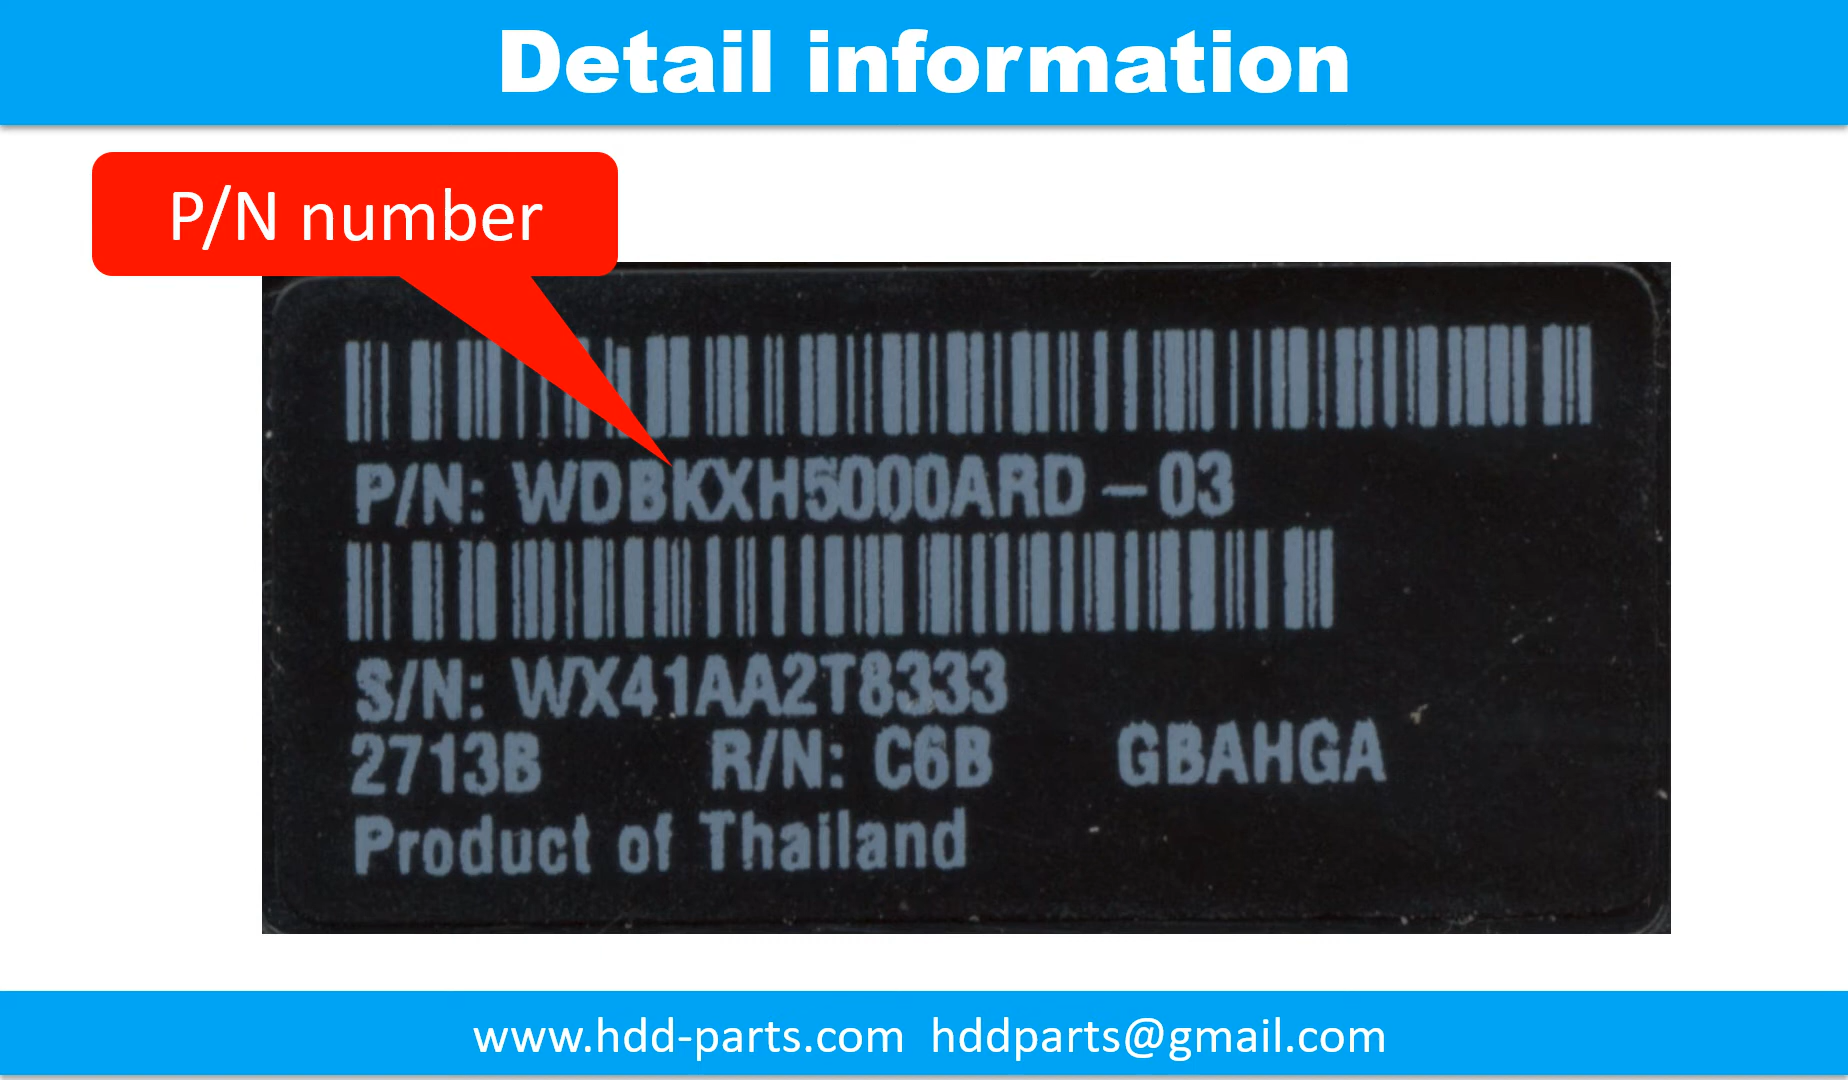 Detail information
P/N number
P/N: WDBKXH5000ARD – 03
S/N: WX41AA2T8333
2713B R/N: C6B GBAHGA
Product of Thailand
www.hdd-parts.com hddparts@gmail.com